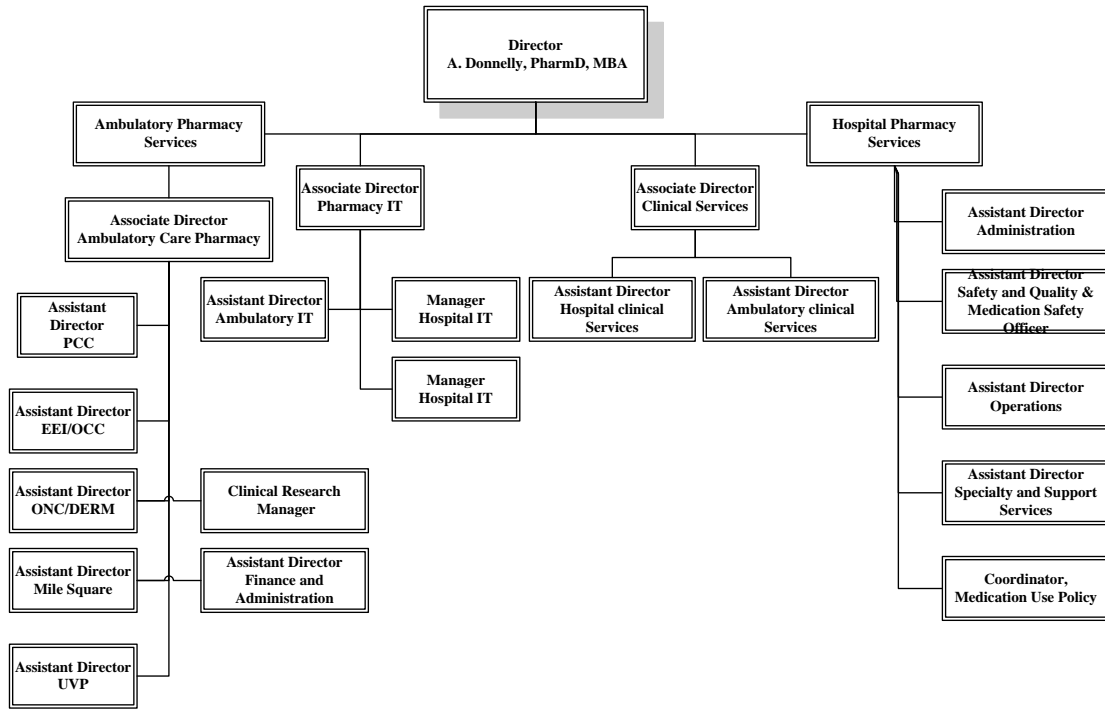 Director
A. Donnelly, PharmD, MBA
Ambulatory Pharmacy
Services
Hospital Pharmacy
Services
Associate Director
Pharmacy IT
Associate Director
Clinical Services
Associate Director
Ambulatory Care Pharmacy
Assistant Director
Administration
Assistant Director
Ambulatory IT
Manager
Hospital IT
Assistant Director
Hospital clinical
Services
Assistant Director
Ambulatory clinical
Services
Assistant Director
Safety and Quality &
Medication Safety
Officer
Assistant
Director
PCC
Manager
Hospital IT
Assistant Director
Operations
Assistant Director
EEI/OCC
Assistant Director
ONC/DERM
Clinical Research
Manager
Assistant Director
Specialty and Support
Services
Assistant Director
Mile Square
Assistant Director
Finance and
Administration
Coordinator,
Medication Use Policy
Assistant Director
UVP